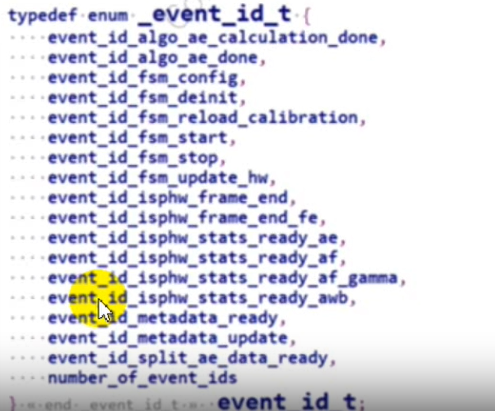 typedef enum _event_id_t {
event_id_algo_ae_calculation_done,
event_id_algo_ae_done,
event_id_fsm_config,
event_id_fsm_deinit,
event_id_fsm_reload_calibration,
event_id_fsm_start,
event_id_fsm_stop,
event_id_fsm_update_hw,
event_id_isphw_frame_end,
event_id_isphw_frame_end_fe,
event_id_isphw_stats_ready_ae,
event_id_isphw_stats_ready_af,
event_id_isphw_stats_ready_af_gamma,
event_id_isphw_stats_ready_awb,
event_id_metadata_ready,
event_id_metadata_update,
event_id_split_ae_data_ready,
number_of_event_ids
} « end _event_id_t » event_id_t;